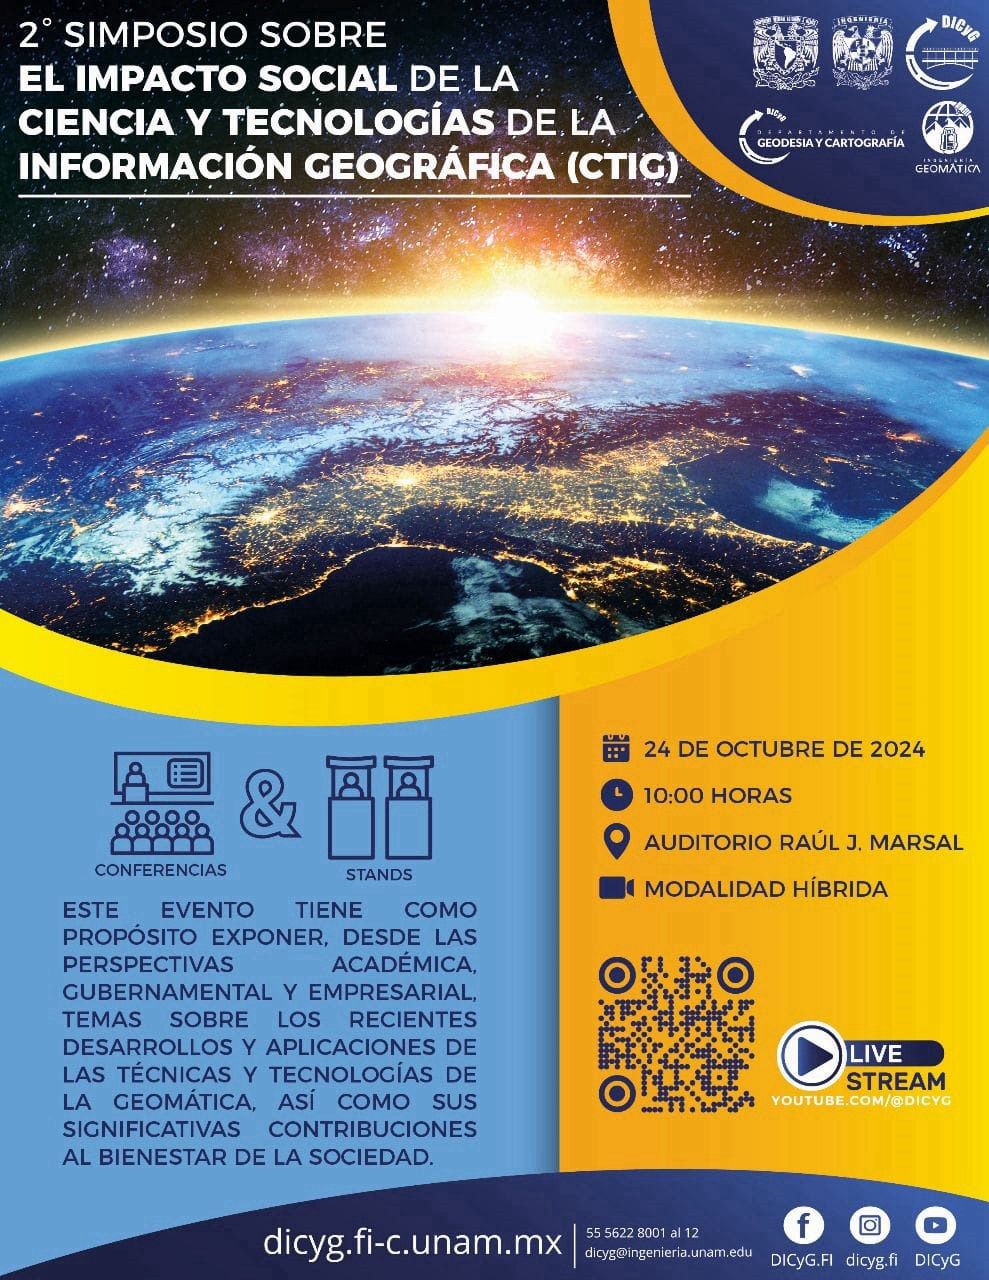 2° SIMPOSIO SOBRE
EL IMPACTO SOCIAL DE LA
CIENCIA Y TECNOLOGÍAS DE LA
INFORMACIÓN GEOGRÁFICA (CTIG)
INGENIERÍA
DICyG
DICyG
DEPARTAMENTO DE
GEODESIA Y CARTOGRAFÍA
INGENIERÍA
GEOMÁTICA
CONFERENCIAS
&
STANDS
ESTE EVENTO TIENE COMO
PROPÓSITO EXPONER, DESDE LAS
PERSPECTIVAS ACADÉMICA,
GUBERNAMENTAL Y EMPRESARIAL,
TEMAS SOBRE LOS RECIENTES
DESARROLLOS Y APLICACIONES DE
LAS TÉCNICAS Y TECNOLOGÍAS DE
LA GEOMÁTICA, ASÍ COMO SUS
SIGNIFICATIVAS CONTRIBUCIONES
AL BIENESTAR DE LA SOCIEDAD.
24 DE OCTUBRE DE 2024
10:00 HORAS
AUDITORIO RAÚL J. MARSAL
MODALIDAD HÍBRIDA
LIVE
STREAM
YOUTUBE.COM/@DICYG
dicyg.fi-c.unam.mx
55 5622 8001 al 12
dicyg@ingenieria.unam.edu
DICyG.FI
dicyg.fi
DICyG